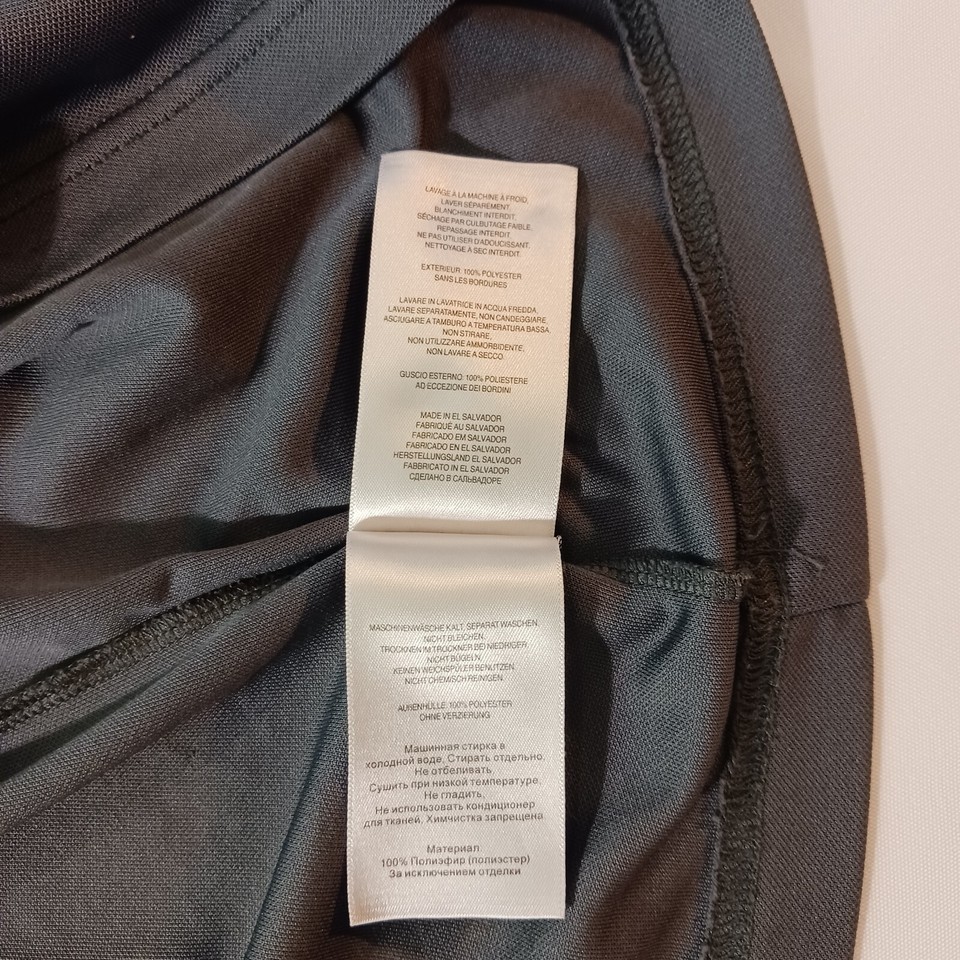 LAVAGE À LA MACHINE À FROID,
LAVER SÉPARÉMENT,
BLANCHIMENT INTERDIT,
SÉCHAGE PAR CULBUTAGE FAIBLE,
REPASSAGE INTERDIT,
NE PAS UTILISER D'ADOUCISSANT.
NETTOYAGE A SEC INTERDIT.
EXTERIEUR: 100% POLYESTER
SANS LES BORDURES
LAVARE IN LAVATRICE IN ACQUA FREDDA,
LAVARE SEPARATAMENTE, NON CANDEGGIARE,
ASCIUGARE A TAMBURO A TEMPERATURA BASSA,
NON STIRARE,
NON UTILIZZARE AMMORBIDENTE,
NON LAVARE A SECCO.
GUSCIO ESTERNO: 100% POLIESTERE
AD ECCEZIONE DEI BORDINI
MADE IN EL SALVADOR
FABRIQUÉ AU SALVADOR
FABRICADO EM SALVADOR
FABRICADO EN EL SALVADOR
HERSTELLUNGSLAND EL SALVADOR
FABBRICATO IN EL SALVADOR
СДЕЛАНО В САЛЬВАДОРЕ
MASCHINENWÄSCHE KALT, SEPARAT WASCHEN,
NICHT BLEICHEN,
TROCKNEN IM TROCKNER BEI NIEDRIGER,
NICHT BÜGELN,
KEINEN WEICHSPÜLER BENUTZEN,
NICHT CHEMISCH REINIGEN.
AUßENHÜLLE: 100% POLYESTER
OHNE VERZIERUNG
Машинная стирка в
холодной воде, Стирать отдельно,
Не отбеливать,
Сушить при низкой температуре,
Не гладить,
Не использовать кондиционер
для тканей. Химчистка запрещена
Материал
100% Полиэфир (полиэстер)
За исключением отделки